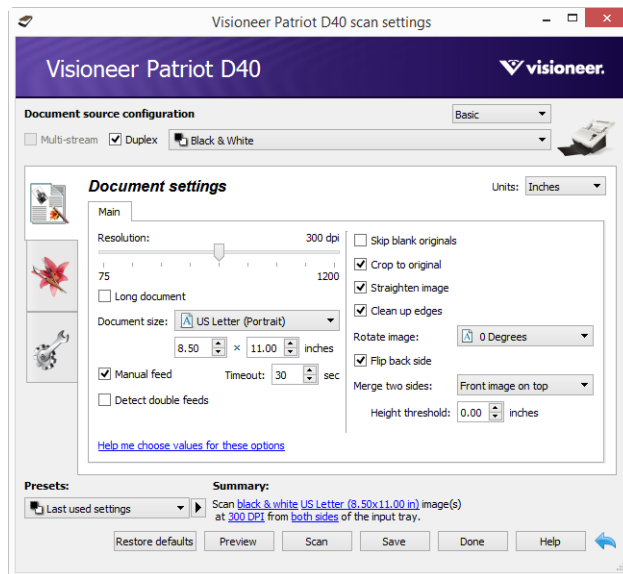 Visioneer Patriot D40 scan settings
Visioneer Patriot D40
visioneer.
Document source configuration
Basic
Multi-stream
Duplex
Black & White
Document settings
Units: Inches
Main
Resolution: 300 dpi
75 1200
Long document
Document size: US Letter (Portrait)
8.50 × 11.00 inches
Manual feed Timeout: 30 sec
Detect double feeds
Help me choose values for these options
Skip blank originals
Crop to original
Straighten image
Clean up edges
Rotate image: 0 Degrees
Flip back side
Merge two sides: Front image on top
Height threshold: 0.00 inches
Presets:
Last used settings
Summary:
Scan black & white US Letter (8.50x11.00 in) image(s)
at 300 DPI from both sides of the input tray.
Restore defaults Preview Scan Save Done Help